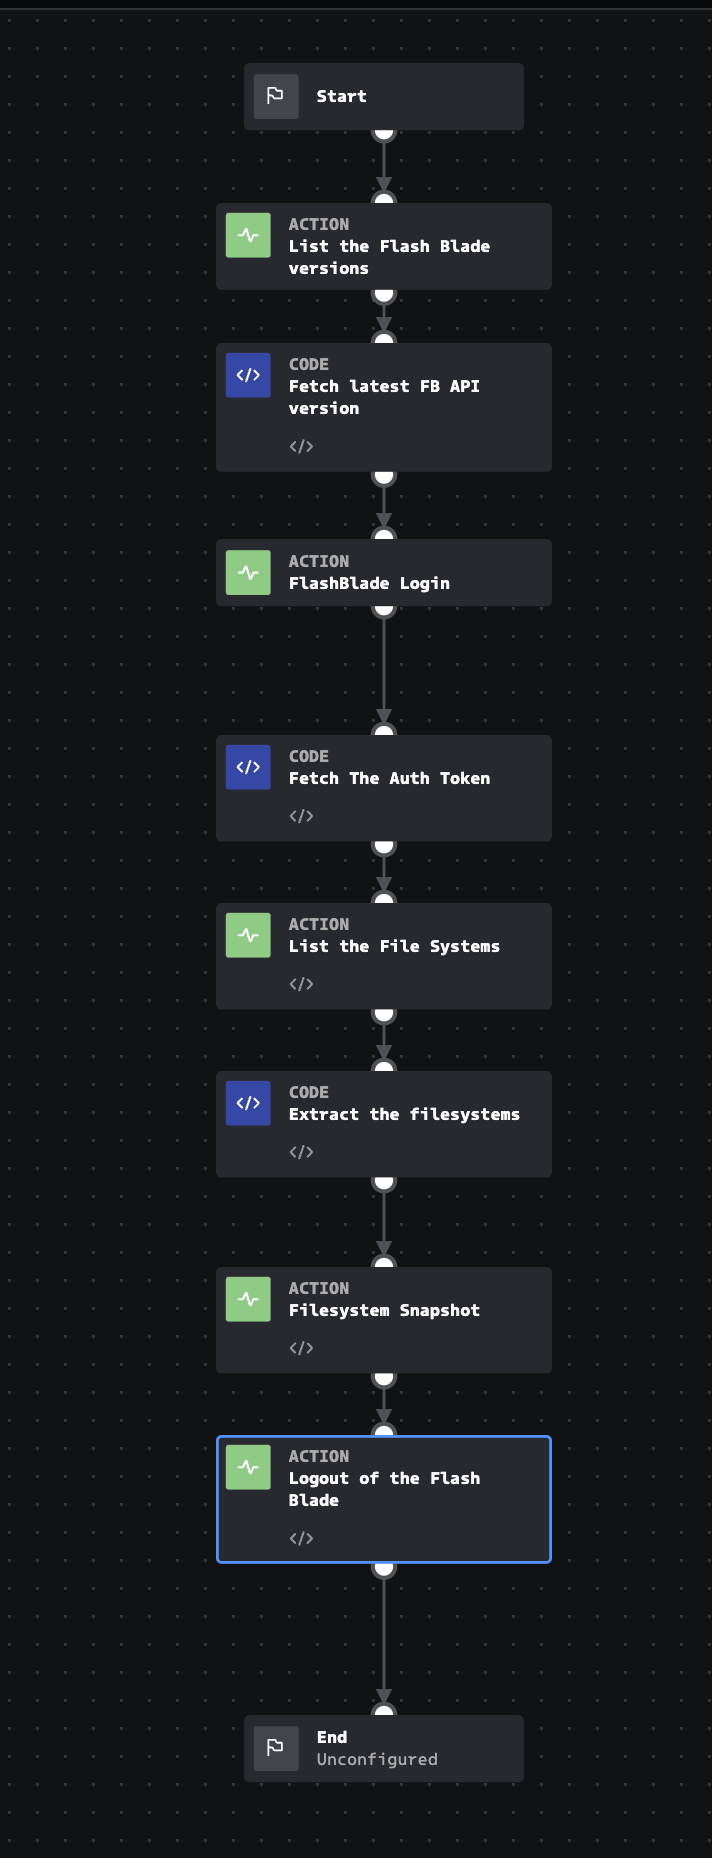 Start
ACTION
List the Flash Blade
versions
CODE
Fetch latest FB API
version
</>
ACTION
FlashBlade Login
CODE
Fetch The Auth Token
</>
ACTION
List the File Systems
</>
CODE
Extract the filesystems
</>
ACTION
Filesystem Snapshot
</>
ACTION
Logout of the Flash
Blade
</>
End
Unconfigured